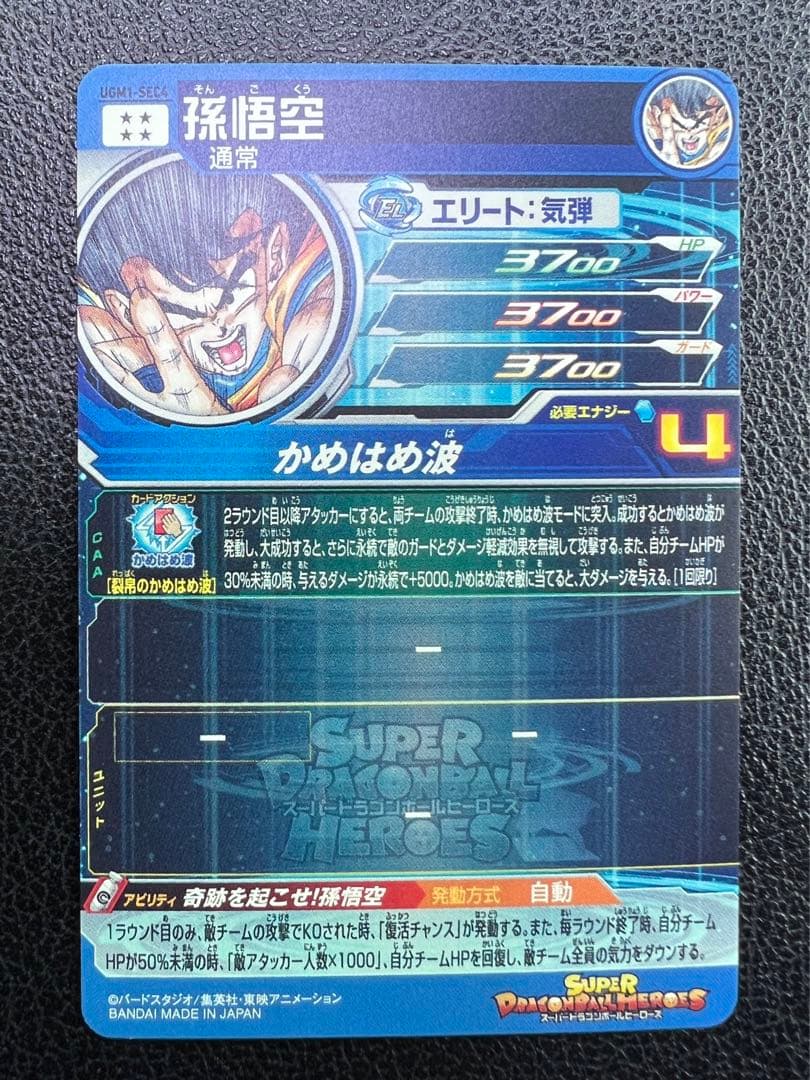 UGM1-SEC4
★★
★★
そん ご くう
孫悟空
通常
EL エリート:気弾
HP
3700
パワー
3700
ガード
3700
必要エナジー 4
は
かめはめ波
カードアクション
かめはめ波
れっぱく は
[裂帛のかめはめ波]
CAA
2ラウンド目以降アタッカーにすると、両チームの攻撃終了時、かめはめ波モードに突入。成功するとかめはめ波が
発動し、大成功すると、さらに永続で敵のガードとダメージ軽減効果を無視して攻撃する。また、自分チームHPが
30%未満の時、与えるダメージが永続で+5000。かめはめ波を敵に当てると、大ダメージを与える。[1回限り]
-
ユニット
- -
-
SUPER
DRAGONBALL
スーパードラゴンボールヒーローズ
HEROES
アビリティ 奇跡を起こせ!孫悟空 発動方式 自動
1ラウンド目のみ、敵チームの攻撃でKOされた時、「復活チャンス」が発動する。また、毎ラウンド終了時、自分チーム
HPが50%未満の時、「敵アタッカー人数×1000」、自分チームHPを回復し、敵チーム全員の気力をダウンする。
©バードスタジオ/集英社・東映アニメーション
BANDAI MADE IN JAPAN
SUPER
DRAGONBALL HEROES
スーパードラゴンボールヒーローズ